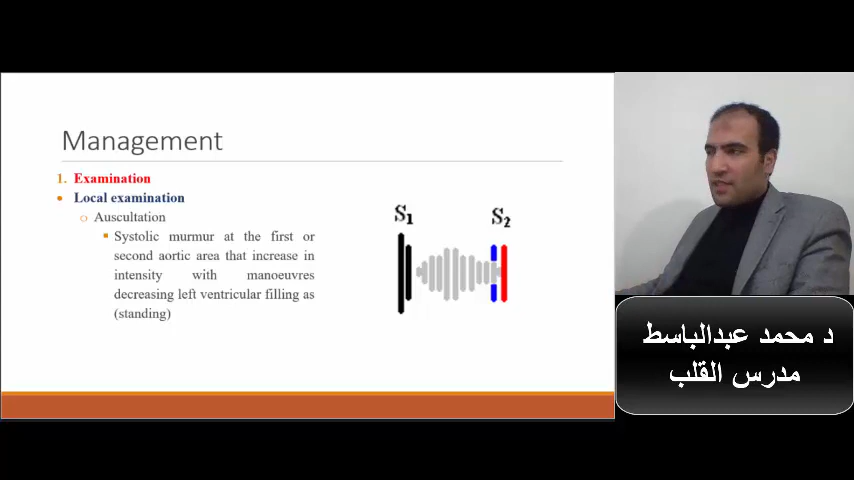 Management
1. Examination
• Local examination
○ Auscultation
▪ Systolic murmur at the first or
second aortic area that increase in
intensity with manoeuvres
decreasing left ventricular filling as
(standing)
S1 S2
د محمد عبدالباسط
مدرس القلب